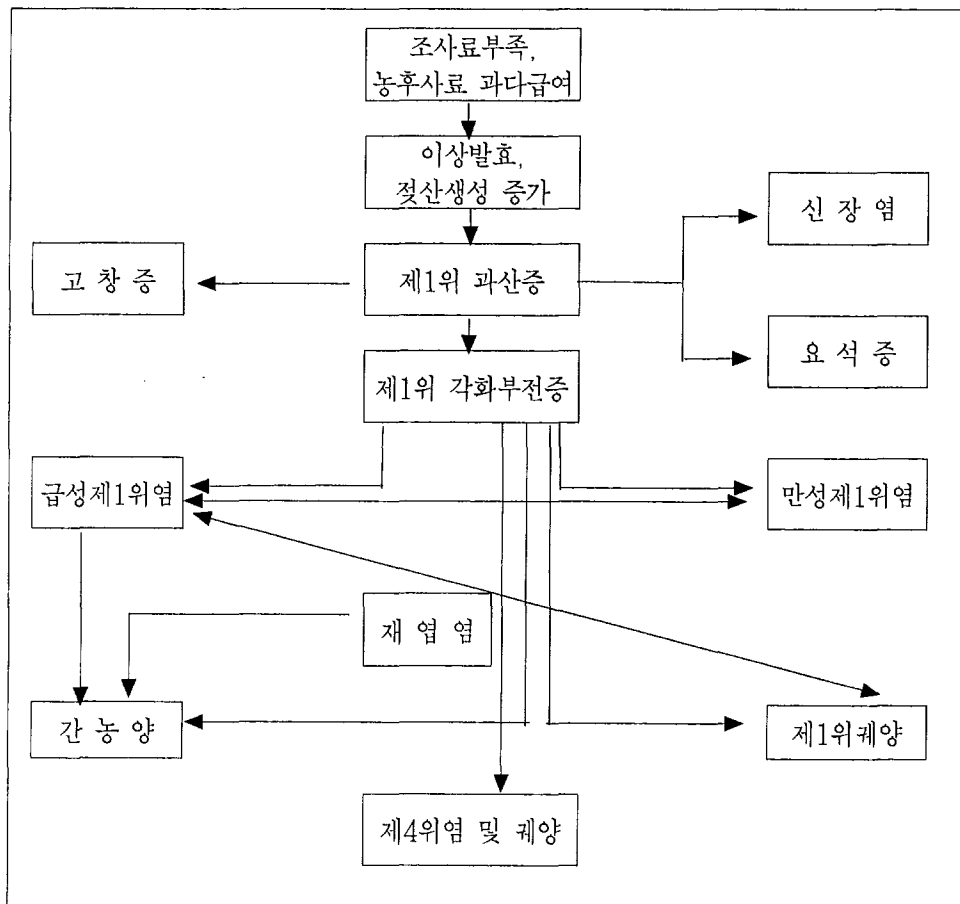 조사료부족,
농후사료 과다급여
이상발효,
젖산생성 증가
신 장 염
고 창 증
제1위 과산증
요 석 증
제1위 각화부전증
급성제1위염
만성제1위염
재 엽 염
간 농 양
제1위궤양
제4위염 및 궤양